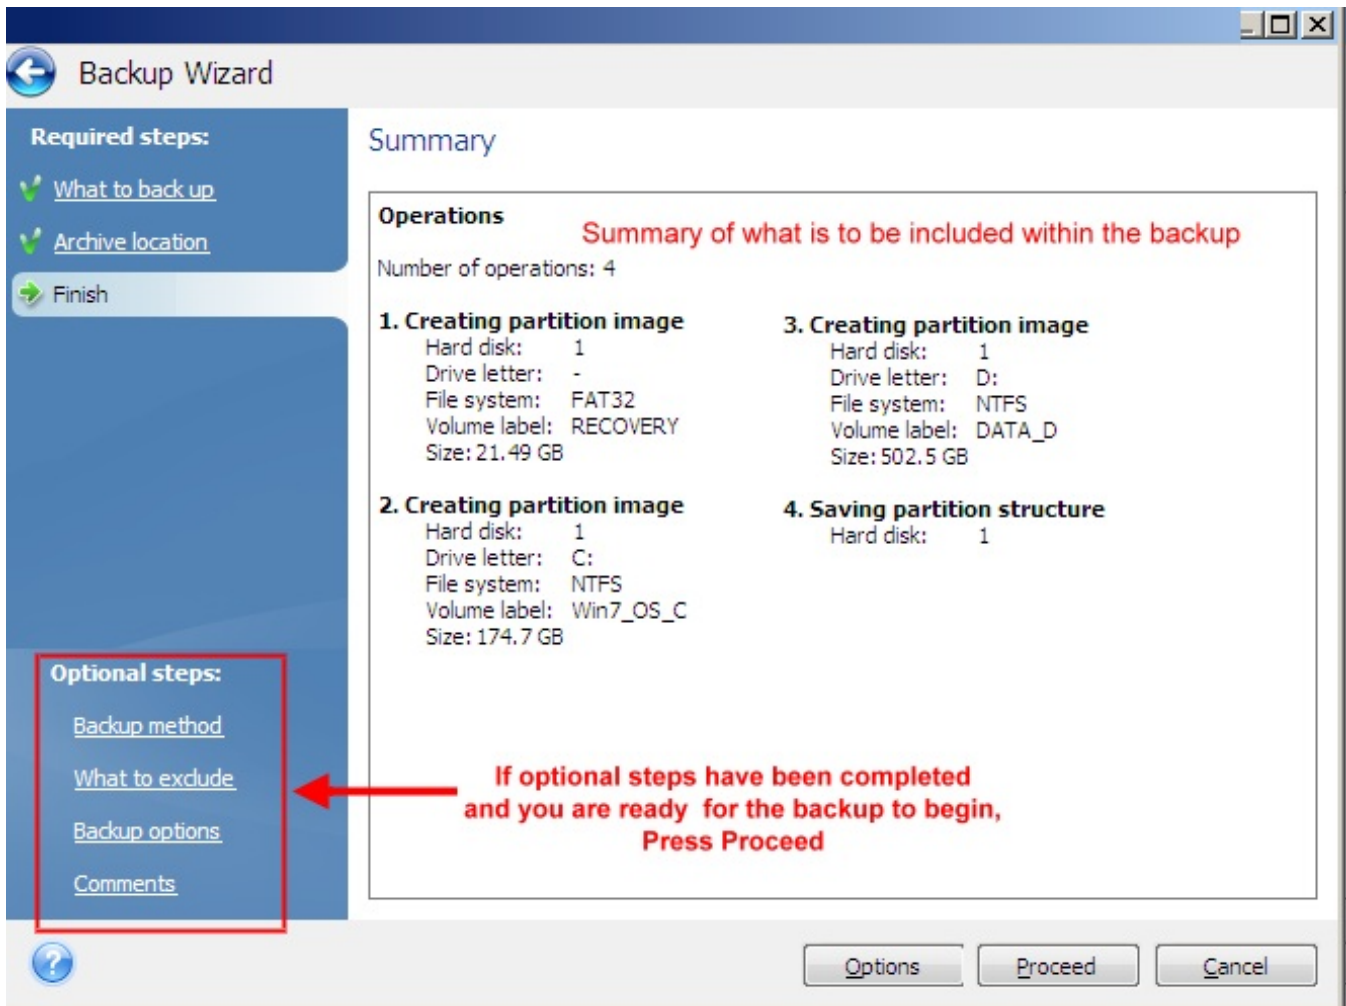 Backup Wizard
Required steps:
What to back up
Archive location
Finish
Optional steps:
Backup method
What to exclude
Backup options
Comments
Summary
Operations
Summary of what is to be included within the backup
Number of operations: 4
1. Creating partition image
Hard disk: 1
Drive letter: -
File system: FAT32
Volume label: RECOVERY
Size: 21.49 GB
2. Creating partition image
Hard disk: 1
Drive letter: C:
File system: NTFS
Volume label: Win7_OS_C
Size: 174.7 GB
3. Creating partition image
Hard disk: 1
Drive letter: D:
File system: NTFS
Volume label: DATA_D
Size: 502.5 GB
4. Saving partition structure
Hard disk: 1
If optional steps have been completed
and you are ready for the backup to begin,
Press Proceed
?
Options
Proceed
Cancel